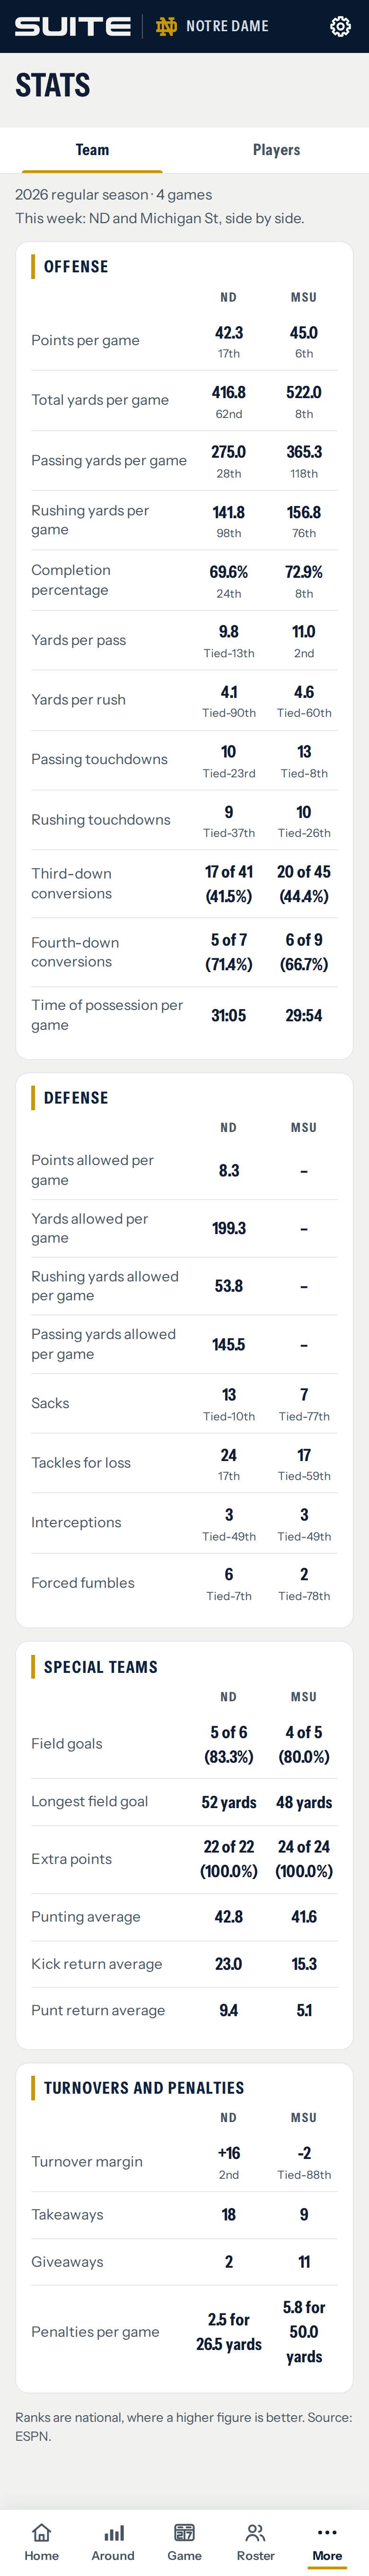 SUITE NOTRE DAME
STATS
Team Players
2026 regular season · 4 games
This week: ND and Michigan St, side by side.
OFFENSE
ND MSU
Points per game 42.3 45.0
17th 6th
Total yards per game 416.8 522.0
62nd 8th
Passing yards per game 275.0 365.3
28th 118th
Rushing yards per game 141.8 156.8
98th 76th
Completion percentage 69.6% 72.9%
24th 8th
Yards per pass 9.8 11.0
Tied-13th 2nd
Yards per rush 4.1 4.6
Tied-90th Tied-60th
Passing touchdowns 10 13
Tied-23rd Tied-8th
Rushing touchdowns 9 10
Tied-37th Tied-26th
Third-down conversions 17 of 41 20 of 45
(41.5%) (44.4%)
Fourth-down conversions 5 of 7 6 of 9
(71.4%) (66.7%)
Time of possession per game 31:05 29:54
DEFENSE
ND MSU
Points allowed per game 8.3 –
Yards allowed per game 199.3 –
Rushing yards allowed per game 53.8 –
Passing yards allowed per game 145.5 –
Sacks 13 7
Tied-10th Tied-77th
Tackles for loss 24 17
17th Tied-59th
Interceptions 3 3
Tied-49th Tied-49th
Forced fumbles 6 2
Tied-7th Tied-78th
SPECIAL TEAMS
ND MSU
Field goals 5 of 6 4 of 5
(83.3%) (80.0%)
Longest field goal 52 yards 48 yards
Extra points 22 of 22 24 of 24
(100.0%) (100.0%)
Punting average 42.8 41.6
Kick return average 23.0 15.3
Punt return average 9.4 5.1
TURNOVERS AND PENALTIES
ND MSU
Turnover margin +16 -2
2nd Tied-88th
Takeaways 18 9
Giveaways 2 11
Penalties per game 2.5 for 26.5 yards 5.8 for 50.0 yards
Ranks are national, where a higher figure is better. Source:
ESPN.
Home Around Game Roster More